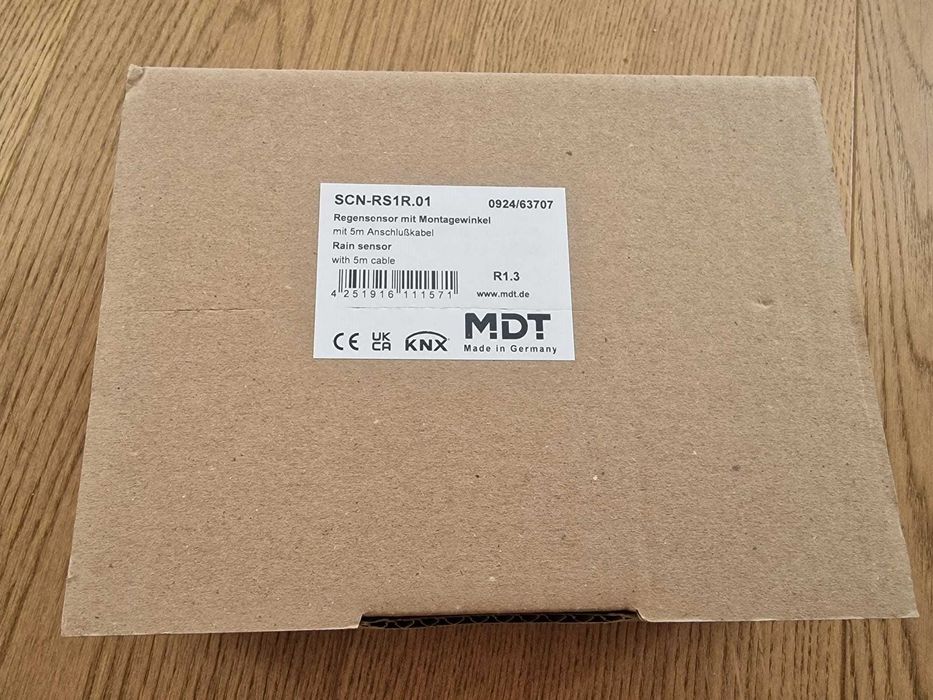 SCN-RS1R.01 0924/63707
Regensensor mit Montagewinkel
mit 5m Anschlußkabel
Rain sensor
with 5m cable
R1.3
4 251916 111571 www.mdt.de
CE UK CA KNX MDT
Made in Germany